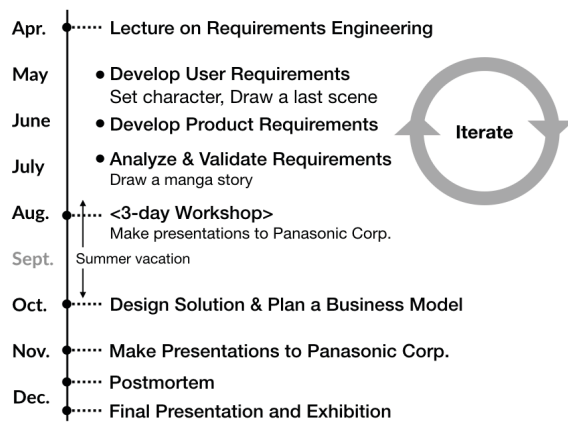 Apr. Lecture on Requirements Engineering
May • Develop User Requirements
Set character, Draw a last scene
June • Develop Product Requirements
Iterate
July • Analyze & Validate Requirements
Draw a manga story
Aug. <3-day Workshop>
Make presentations to Panasonic Corp.
Sept. Summer vacation
Oct. Design Solution & Plan a Business Model
Nov. Make Presentations to Panasonic Corp.
Postmortem
Dec.
Final Presentation and Exhibition